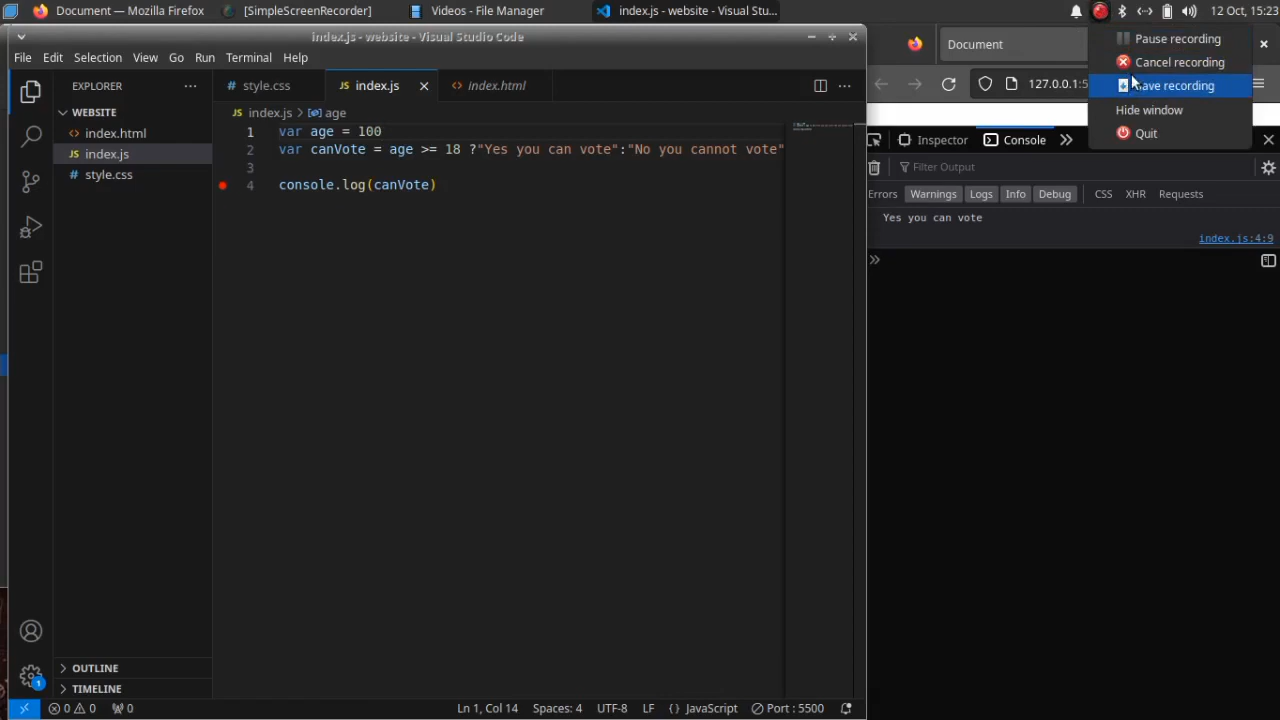 Document — Mozilla Firefox
[SimpleScreenRecorder]
Videos - File Manager
index.js - website - Visual Stu...
12 Oct, 15:23
index.js - website - Visual Studio Code
File Edit Selection View Go Run Terminal Help
EXPLORER
WEBSITE
index.html
JS index.js
# style.css
OUTLINE
TIMELINE
# style.css
JS index.js
<> index.html
JS index.js > age
1 var age = 100
2 var canVote = age >= 18 ?"Yes you can vote":"No you cannot vote"
3
4 console.log(canVote)
1
0 0 0
Ln 1, Col 14 Spaces: 4 UTF-8 LF {} JavaScript Port : 5500
Document
127.0.0.1:5
Pause recording
Cancel recording
ave recording
Hide window
Quit
Inspector
Console
Filter Output
Errors Warnings Logs Info Debug CSS XHR Requests
Yes you can vote
index.js:4:9